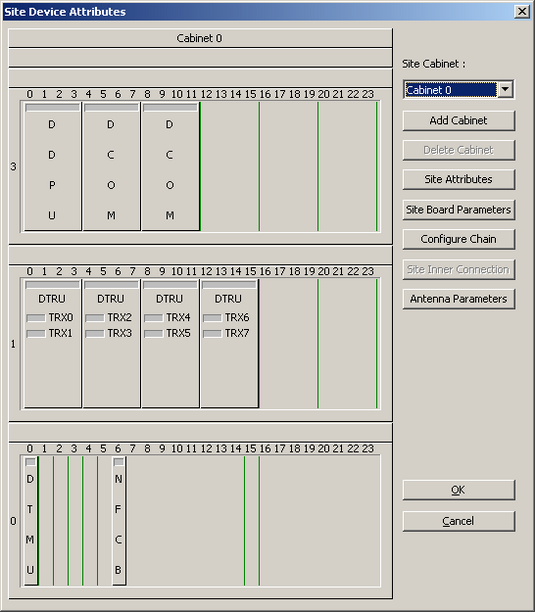 Site Device Attributes
Cabinet 0
Site Cabinet :
Cabinet 0
Add Cabinet
Delete Cabinet
Site Attributes
Site Board Parameters
Configure Chain
Site Inner Connection
Antenna Parameters
OK
Cancel
0 1 2 3 4 5 6 7 8 9 10 11 12 13 14 15 16 17 18 19 20 21 22 23
3
D D P U
D C O M
D C O M
0 1 2 3 4 5 6 7 8 9 10 11 12 13 14 15 16 17 18 19 20 21 22 23
1
DTRU DTRU DTRU DTRU
TRX0 TRX2 TRX4 TRX6
TRX1 TRX3 TRX5 TRX7
0 1 2 3 4 5 6 7 8 9 10 11 12 13 14 15 16 17 18 19 20 21 22 23
0
D T M U
N F C B